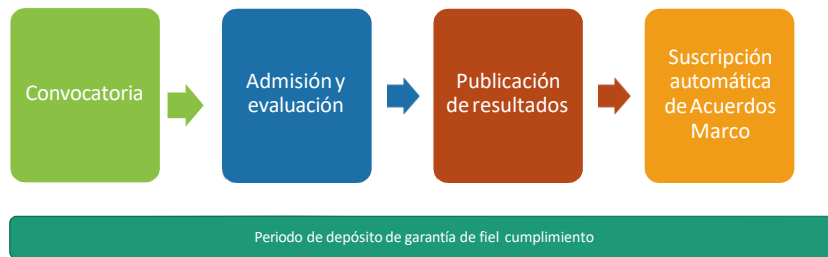 Convocatoria
Admisión y
evaluación
Publicación
de resultados
Suscripción
automática
de Acuerdos
Marco
Periodo de depósito de garantía de fiel cumplimiento